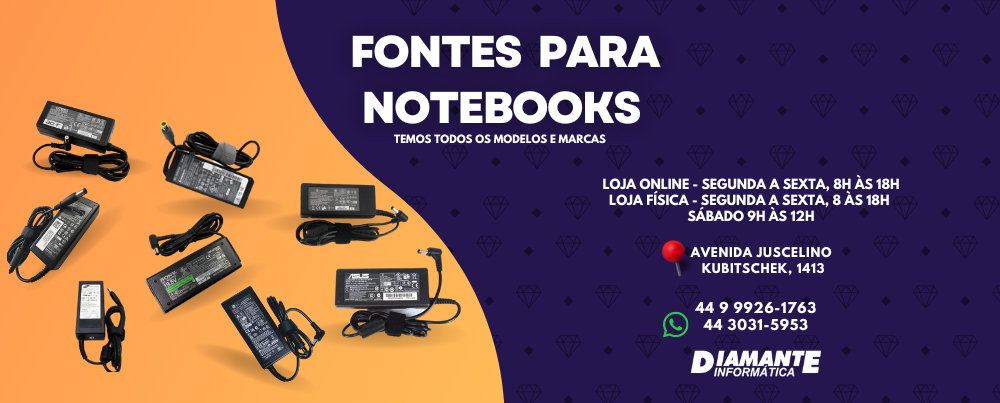 FONTES PARA
NOTEBOOKS
TEMOS TODOS OS MODELOS E MARCAS
LOJA ONLINE - SEGUNDA A SEXTA, 8H ÀS 18H
LOJA FÍSICA - SEGUNDA A SEXTA, 8 ÀS 18H
SÁBADO 9H ÀS 12H
AVENIDA JUSCELINO
KUBITSCHEK, 1413
44 9 9926-1763
44 3031-5953
DIAMANTE
INFORMÁTICA
ASUS